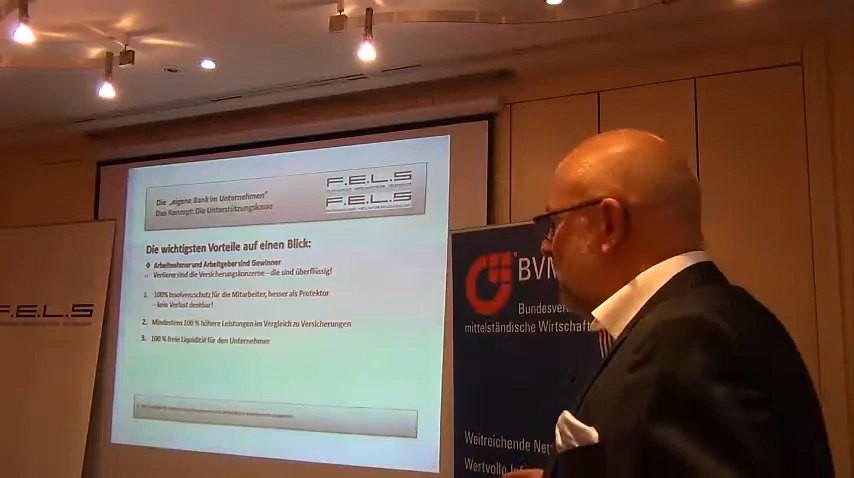 Die „eigene Bank im Unternehmen"
Das Konzept: Die Unterstützungskasse
F.E.L.S
F.E.L.S
Die wichtigsten Vorteile auf einen Blick:
Arbeitnehmer und Arbeitgeber sind Gewinner
Verlierer sind die Versicherungskonzerne – die sind überflüssig!
1. 100% Insolvenzschutz für die Mitarbeiter, besser als Protektor
– kein Verlust denkbar!
2. Mindestens 100 % höhere Leistungen im Vergleich zu Versicherungen
3. 100 % freie Liquidität für den Unternehmer
F.E.L.S
BVM
Bundesver
mittelständische Wirtschaft
Weitreichende Net
Wertvolle